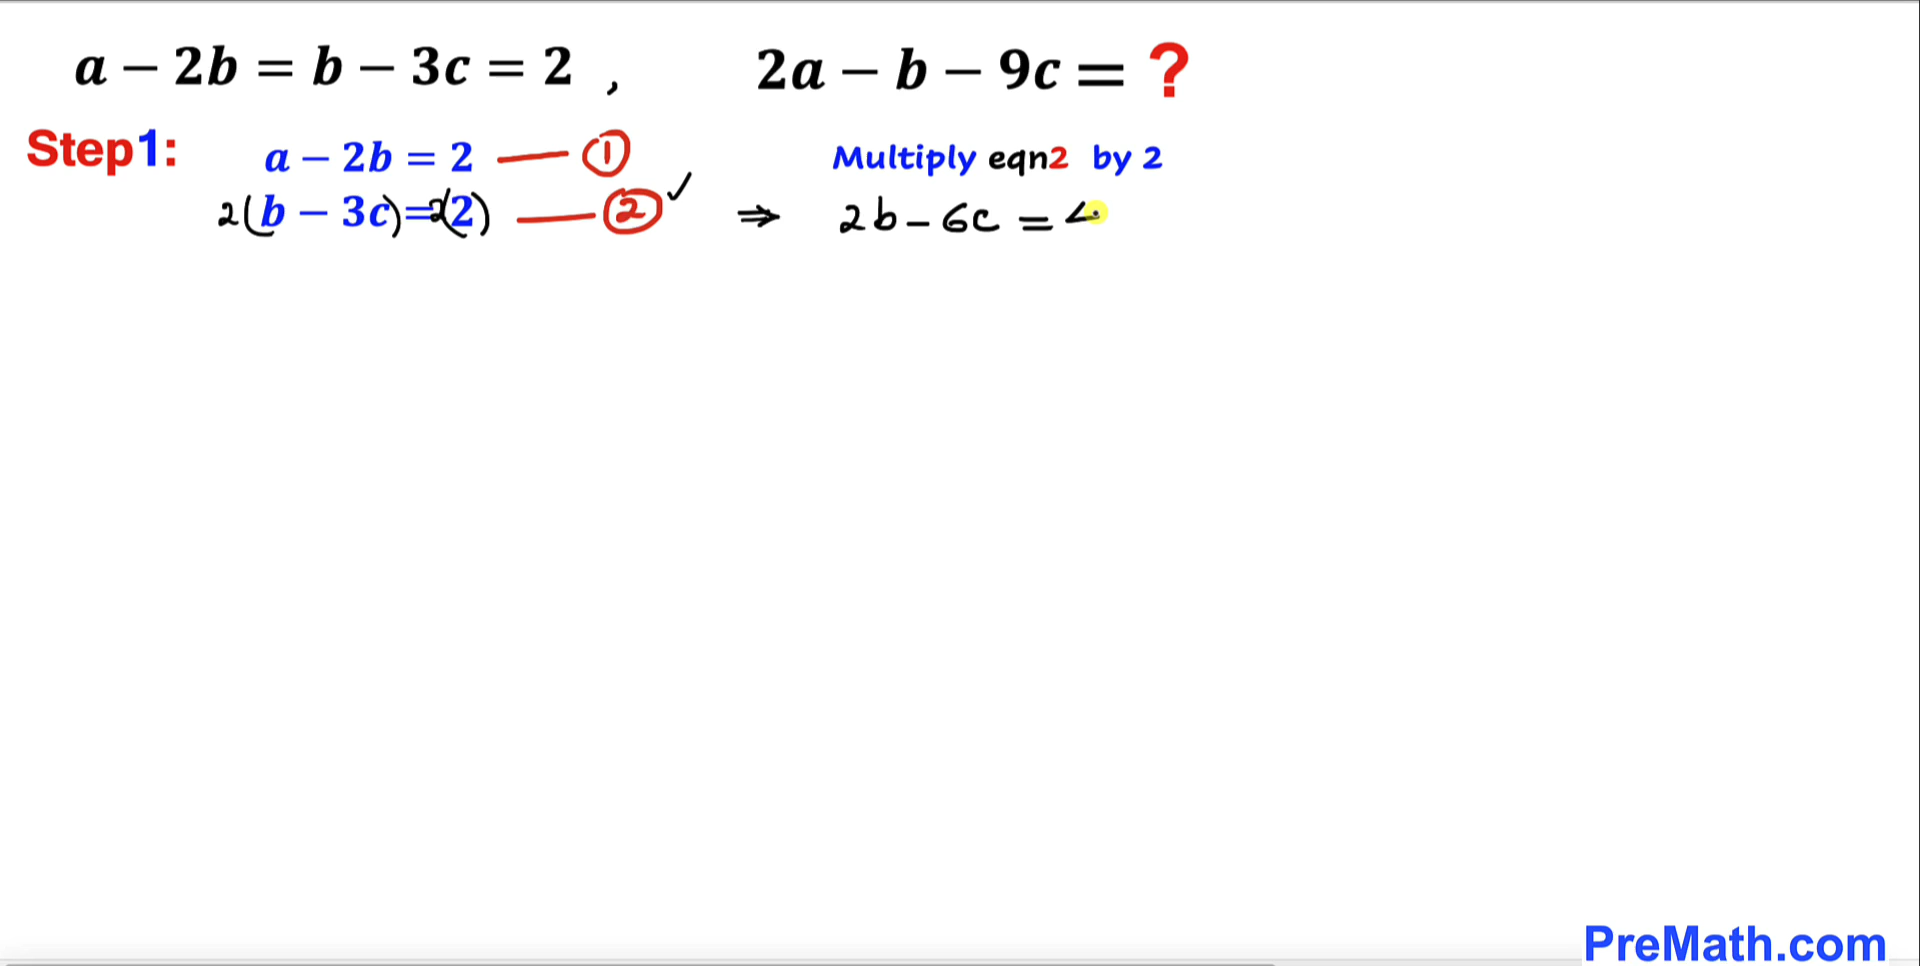 a − 2b = b − 3c = 2 , 2a − b − 9c = ?
Step1: a − 2b = 2 — ① Multiply eqn2 by 2
2(b − 3c)=2(2) — ② ✓ ⇒ 2b − 6c = 4
PreMath.com